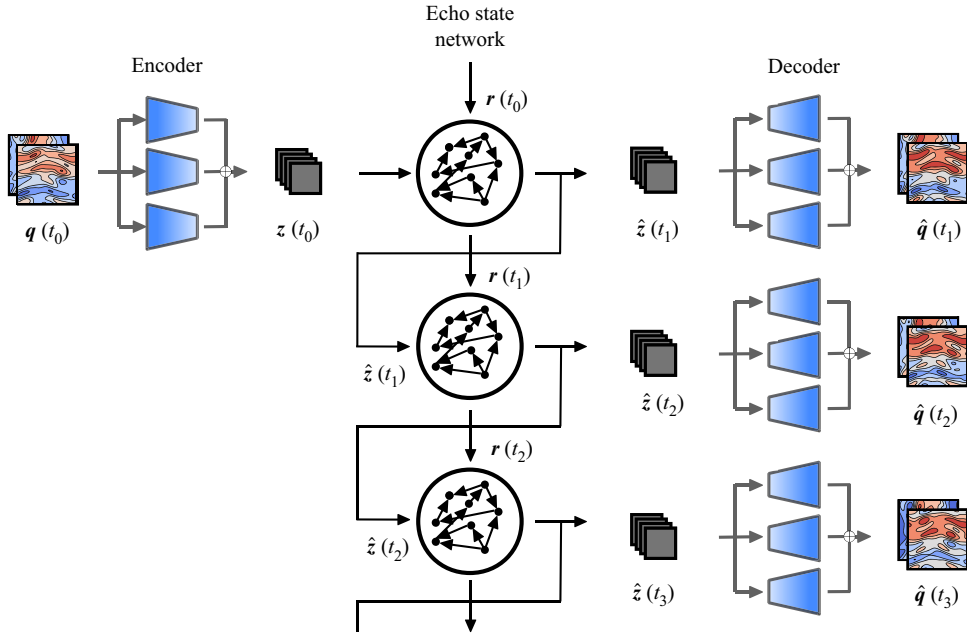 Echo state
network
Encoder
Decoder
r (t₀)
q (t₀)
z (t₀)
ẑ (t₁)
q̂ (t₁)
r (t₁)
ẑ (t₁)
ẑ (t₂)
q̂ (t₂)
r (t₂)
ẑ (t₂)
ẑ (t₃)
q̂ (t₃)